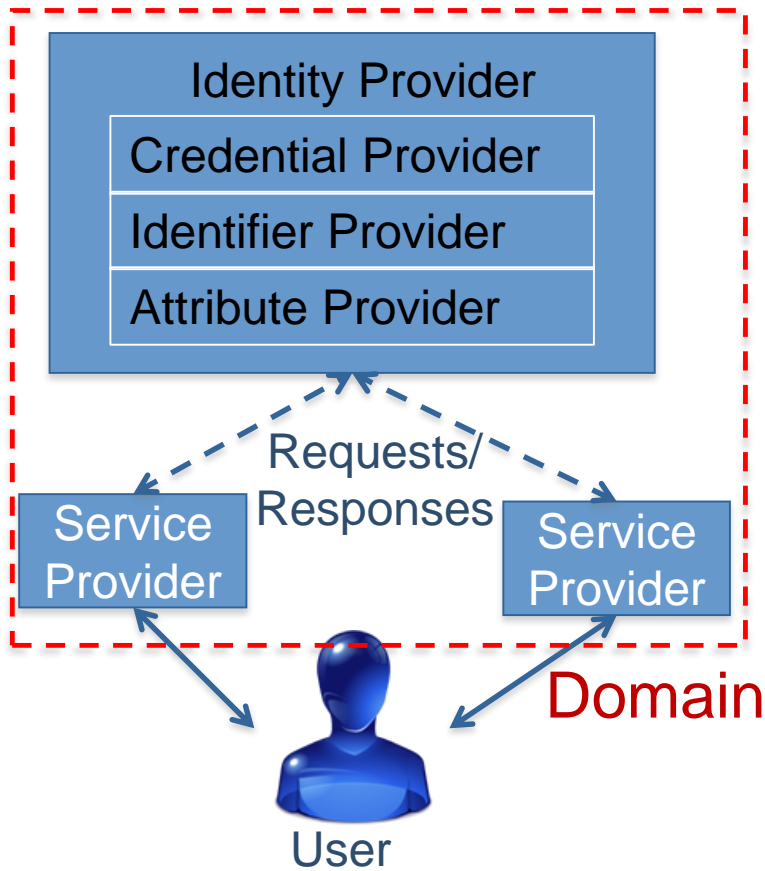 Identity Provider
Credential Provider
Identifier Provider
Attribute Provider
Requests/
Responses
Service
Provider
Service
Provider
Domain
User